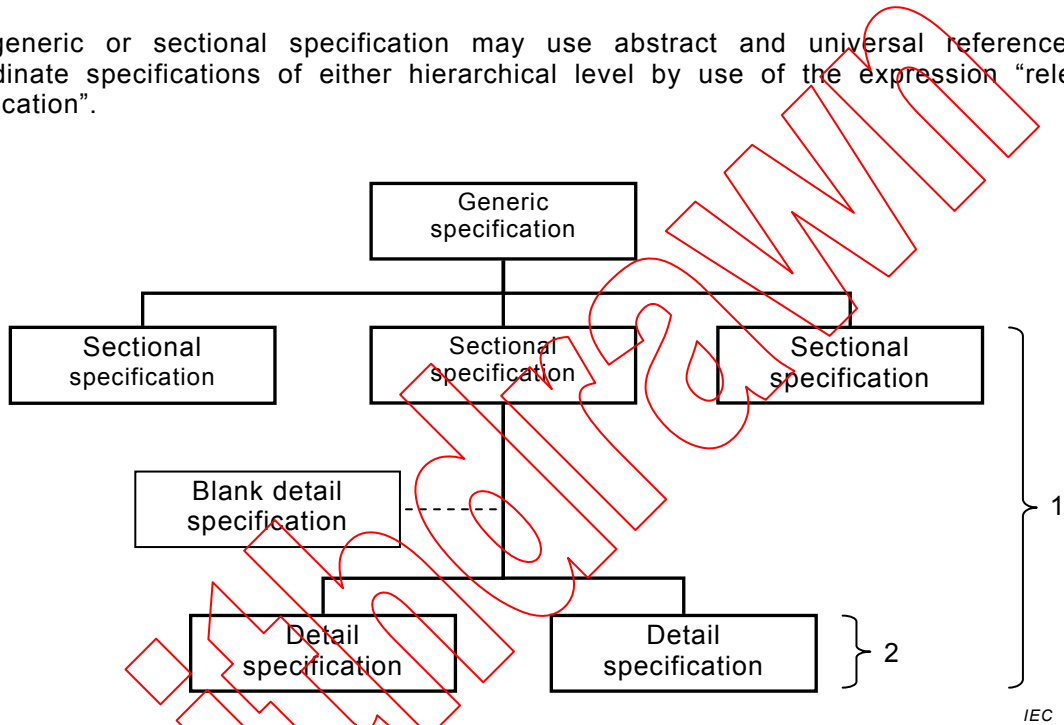 generic or sectional specification may use abstract and universal reference
dinate specifications of either hierarchical level by use of the expression “rele
ication”.
Generic
specification
Sectional
specification
Sectional
specification
Sectional
specification
1
Blank detail
specification
Detail
specification
Detail
specification
2
IEC
ithdrawn